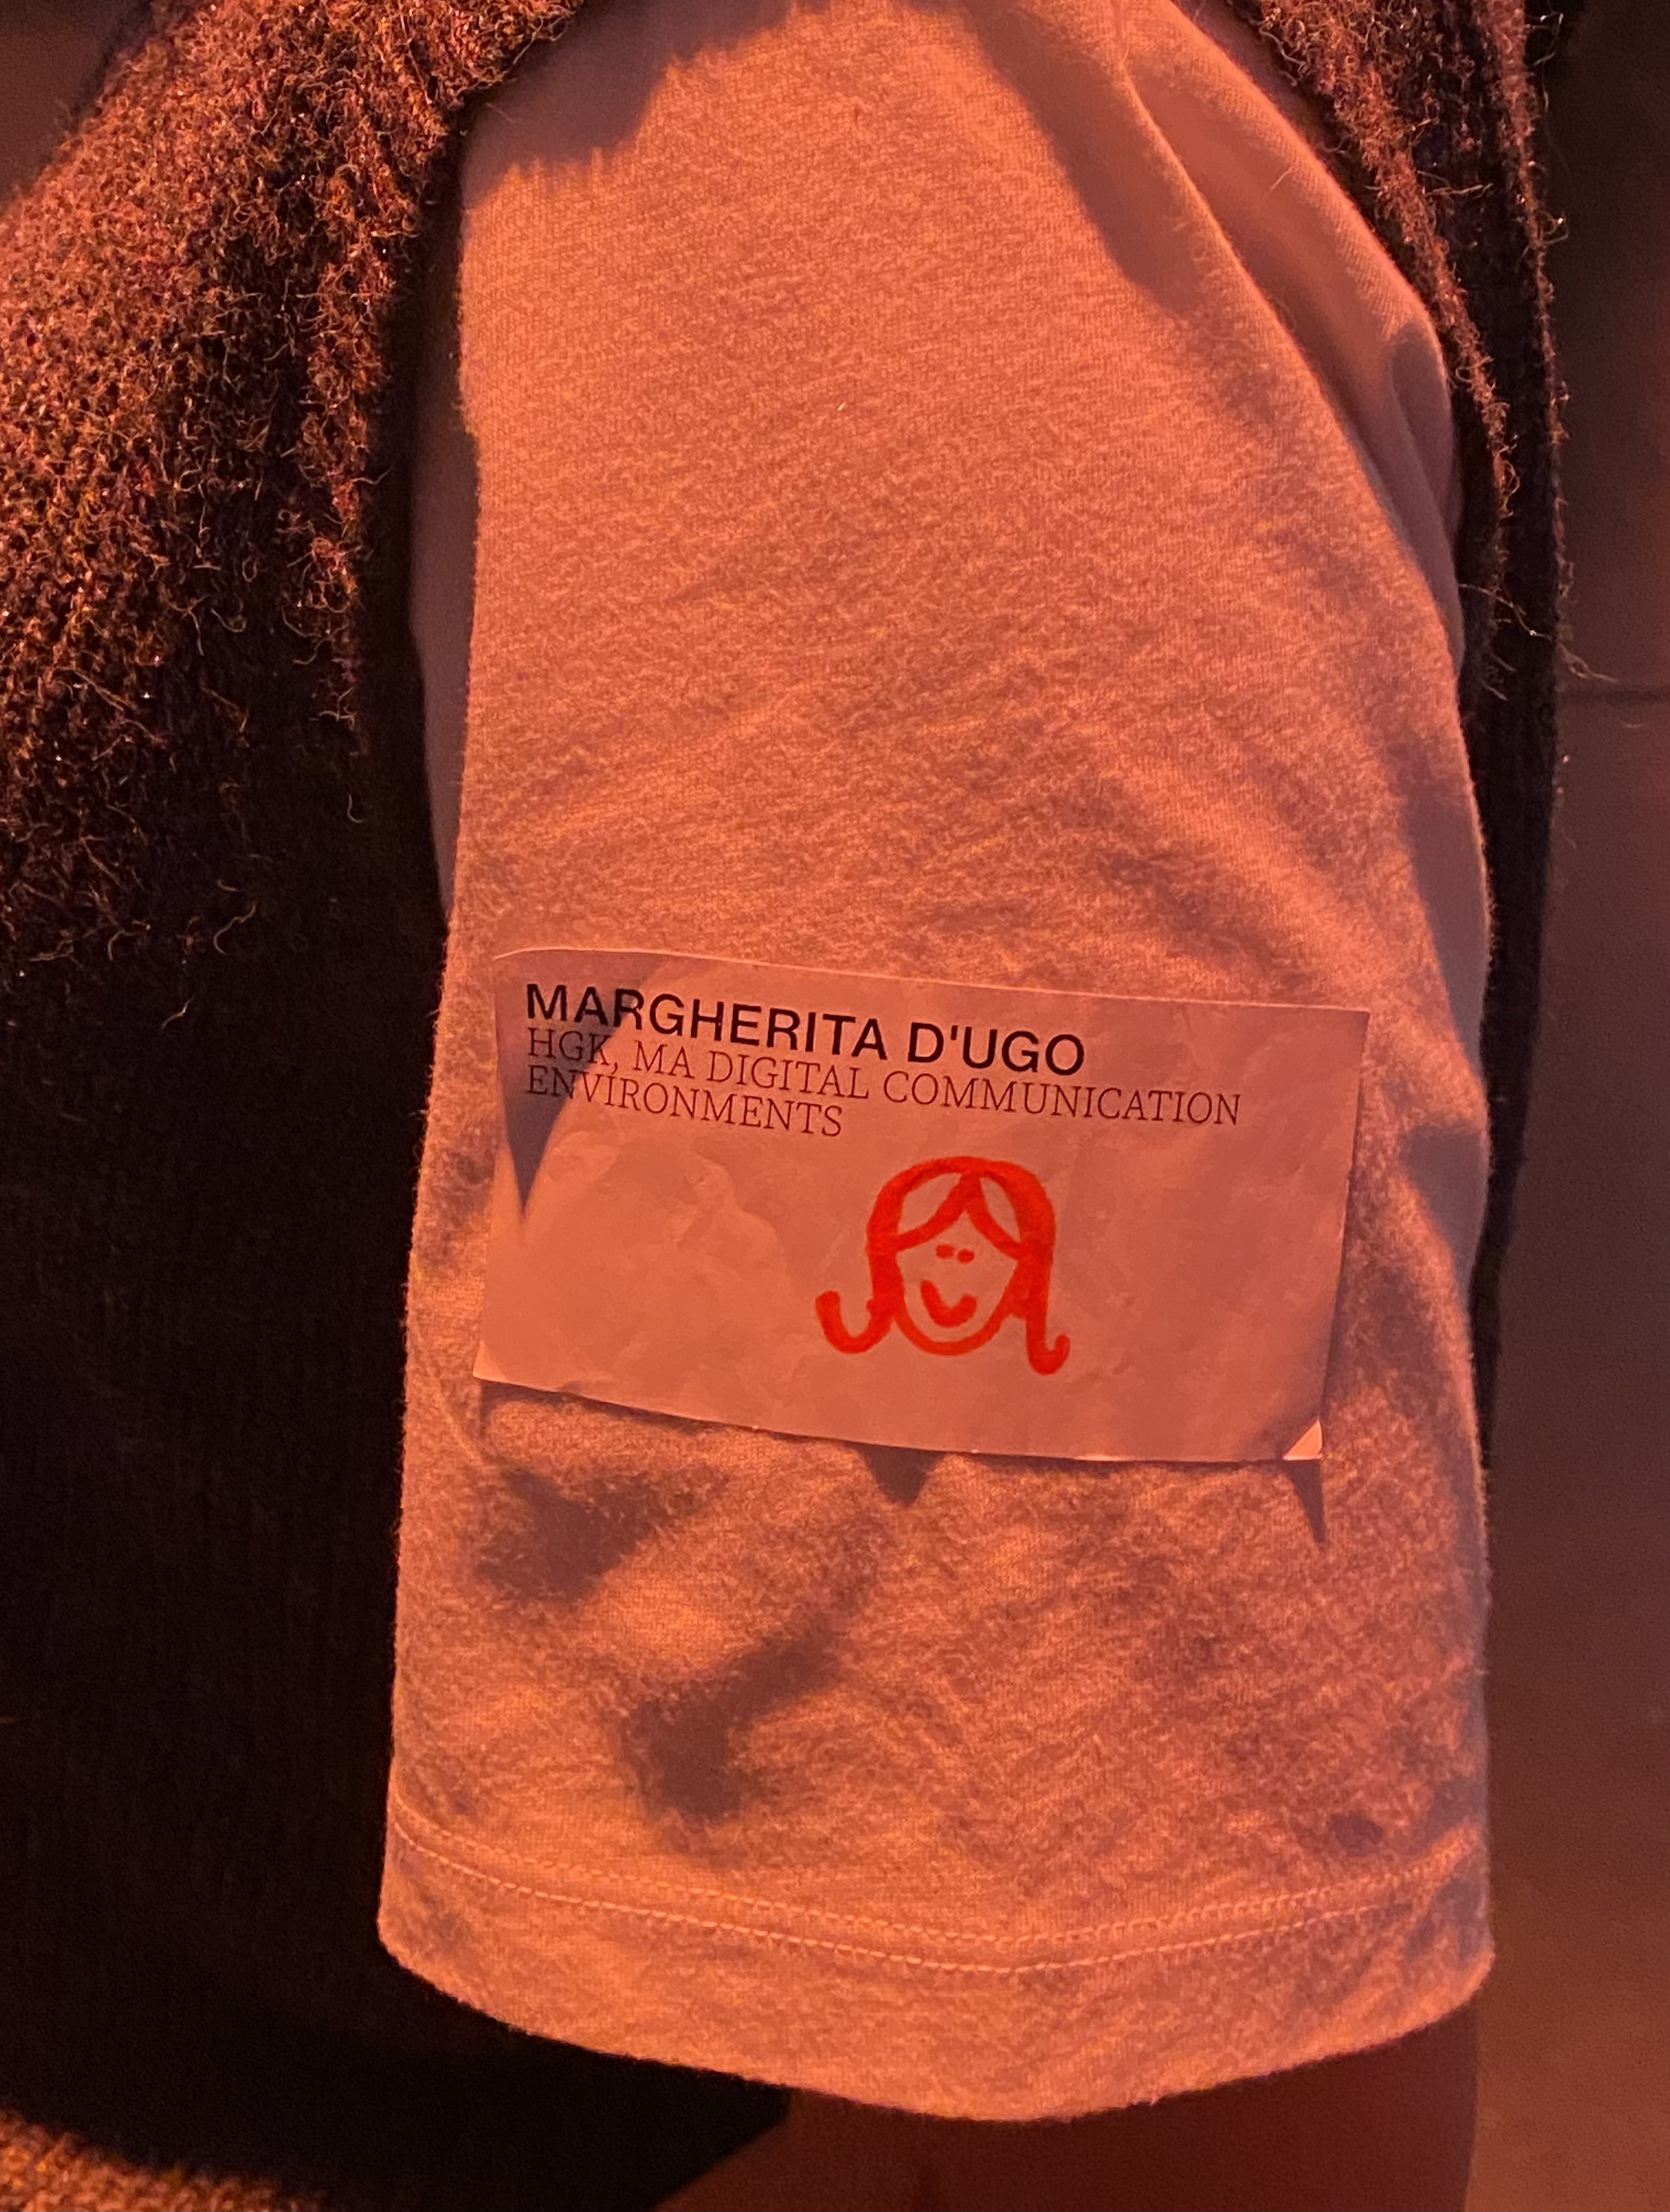 MARGHERITA D'UGO
HGK, MA DIGITAL COMMUNICATION
ENVIRONMENTS